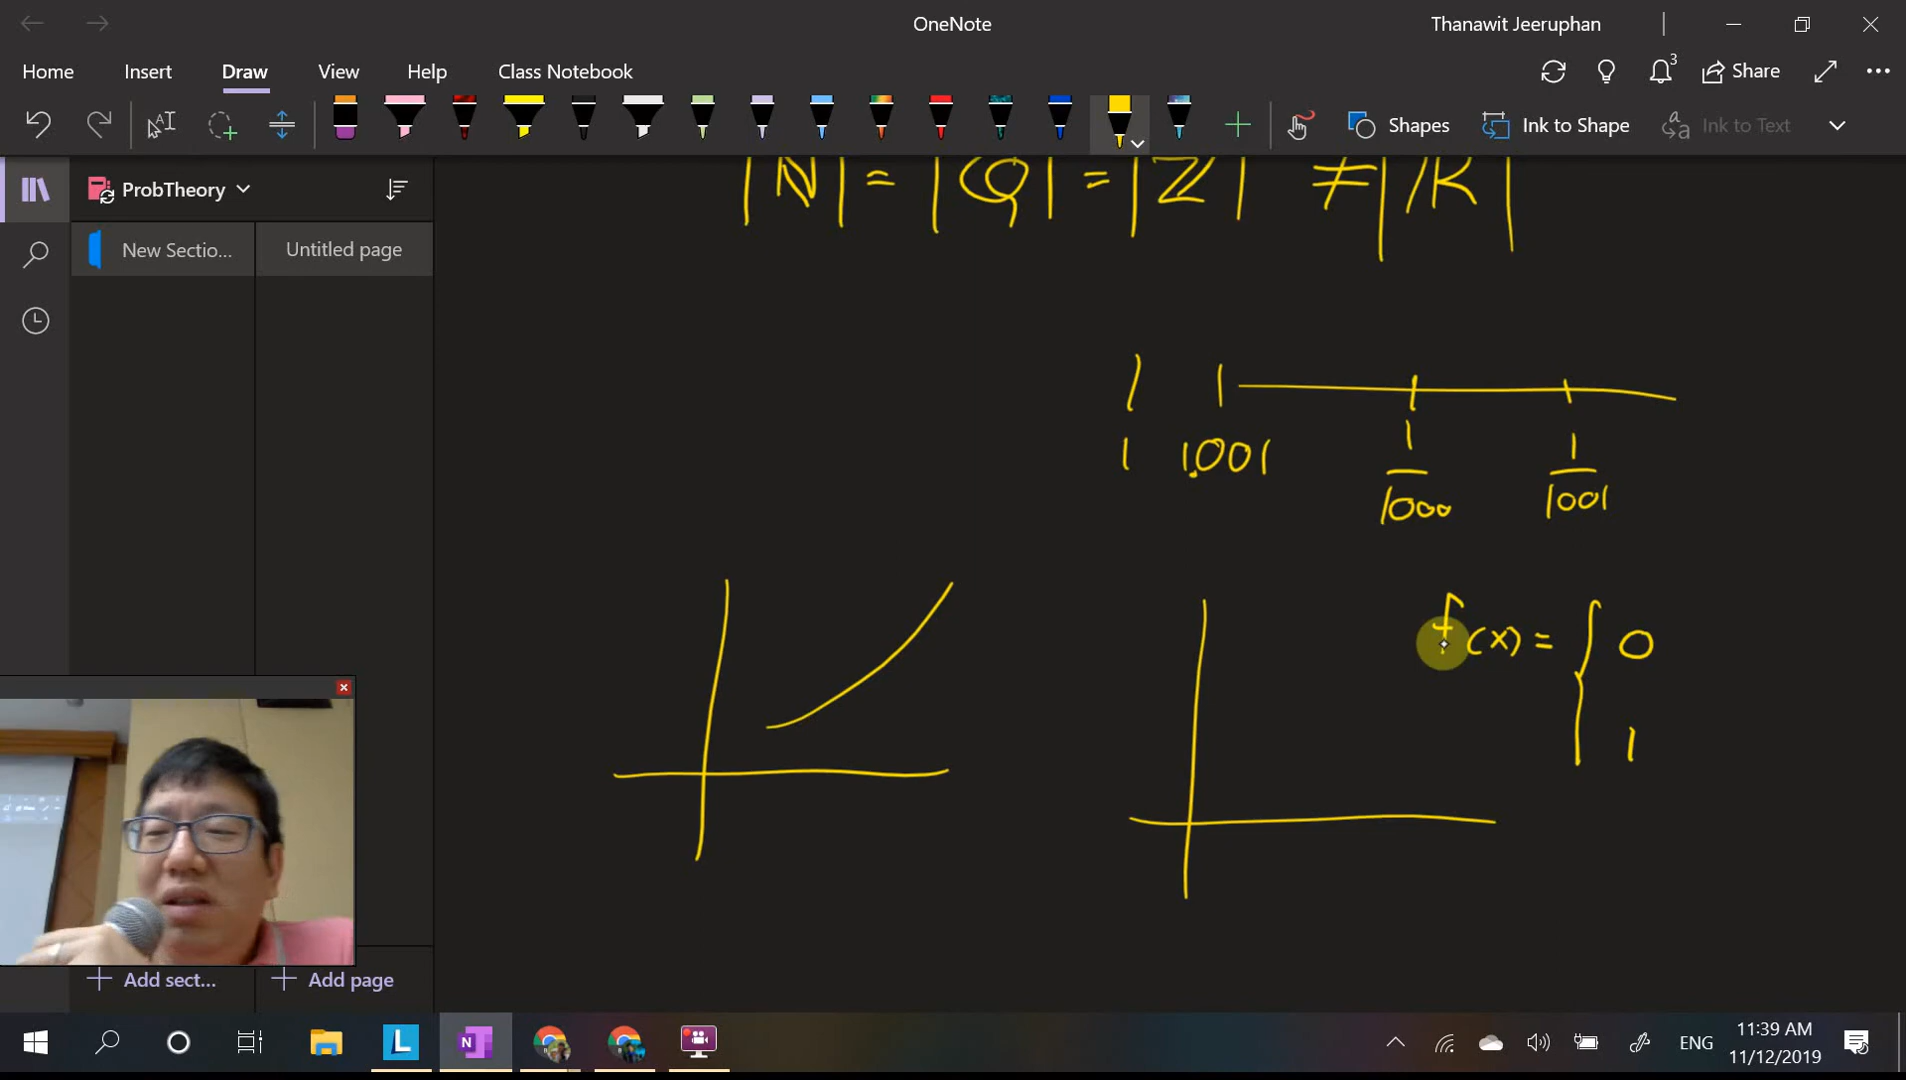 OneNote
Thanawit Jeeruphan
Home Insert Draw View Help Class Notebook
3 Share
Shapes Ink to Shape Ink to Text
ProbTheory
New Sectio... Untitled page
|N| = |Q| = |Z| ≠ |R|
1 1.001 1/1000 1/1001
f(x) = { 0
1
Add sect... Add page
L N
ENG
11:39 AM
11/12/2019